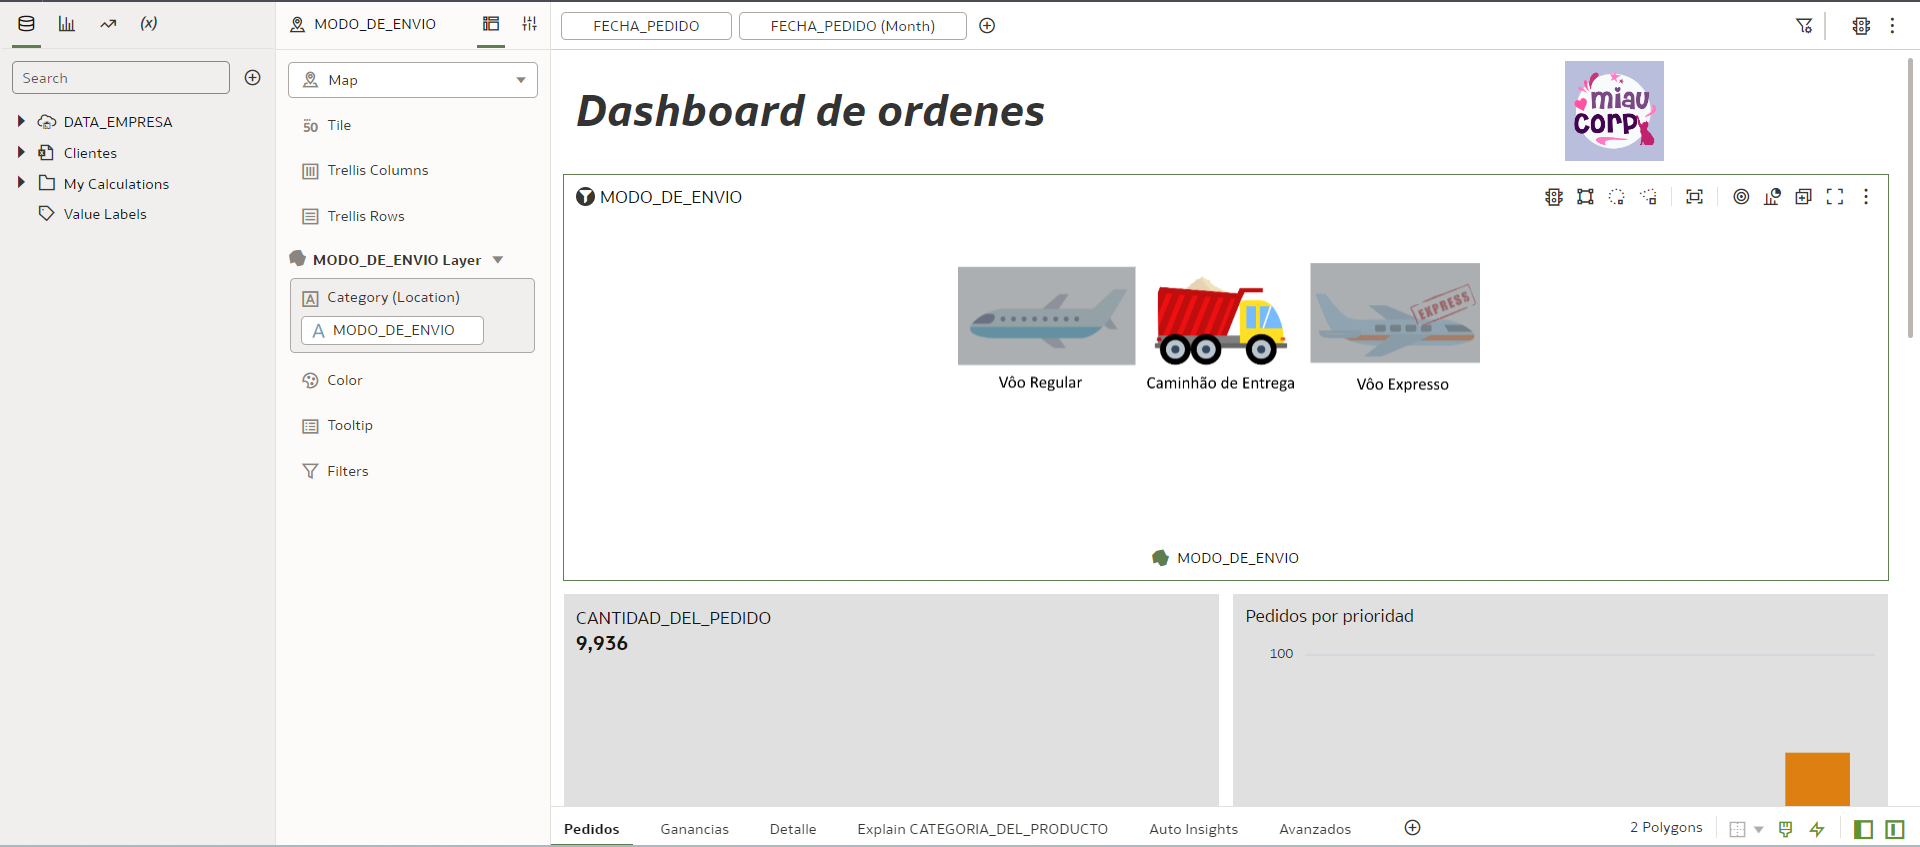 (x)
Search
DATA_EMPRESA
Clientes
My Calculations
Value Labels
MODO_DE_ENVIO
Map
50 Tile
Trellis Columns
Trellis Rows
MODO_DE_ENVIO Layer
A Category (Location)
A MODO_DE_ENVIO
Color
Tooltip
Filters
FECHA_PEDIDO
FECHA_PEDIDO (Month)
Dashboard de ordenes
miau
corp
MODO_DE_ENVIO
EXPRESS
Vôo Regular
Caminhão de Entrega
Vôo Expresso
MODO_DE_ENVIO
CANTIDAD_DEL_PEDIDO
9,936
Pedidos por prioridad
100
Pedidos
Ganancias
Detalle
Explain CATEGORIA_DEL_PRODUCTO
Auto Insights
Avanzados
2 Polygons